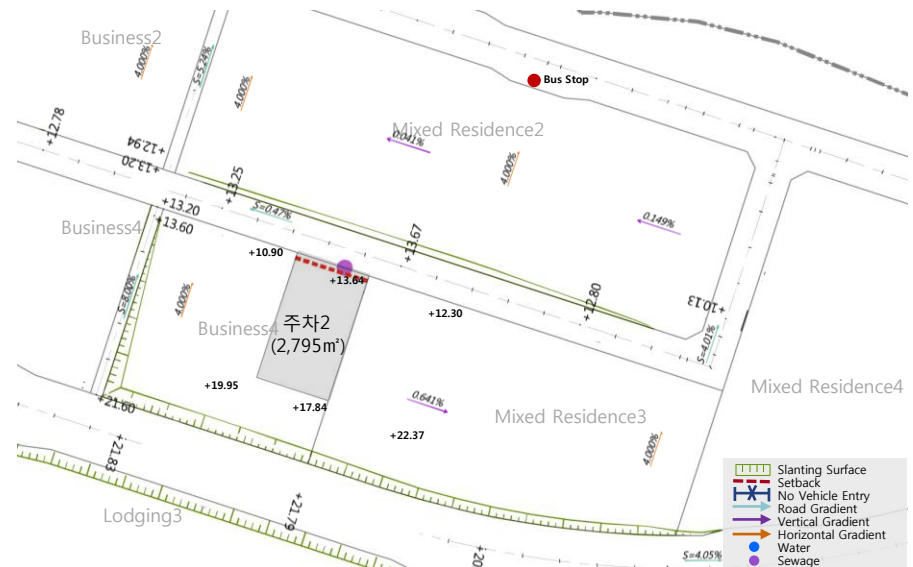 Business2
4.000%
S=5.24%
4.000%
Bus Stop
+12.78
+12.94
+13.20
Mixed Residence2
0.041%
4.000%
+13.25
+13.20
S=0.47%
0.149%
Business4
+13.60
+13.67
+10.90
+13.64
S=8.00%
4.000%
+12.80
+10.13
+12.30
Business4
주차2
(2,795㎡)
S=4.01%
+19.95
Mixed Residence4
+21.60
+17.84
0.641%
Mixed Residence3
+22.37
4.000%
+21.83
Lodging3
+21.79
+20
S=4.05%
Slanting Surface
Setback
No Vehicle Entry
Road Gradient
Vertical Gradient
Horizontal Gradient
Water
Sewage